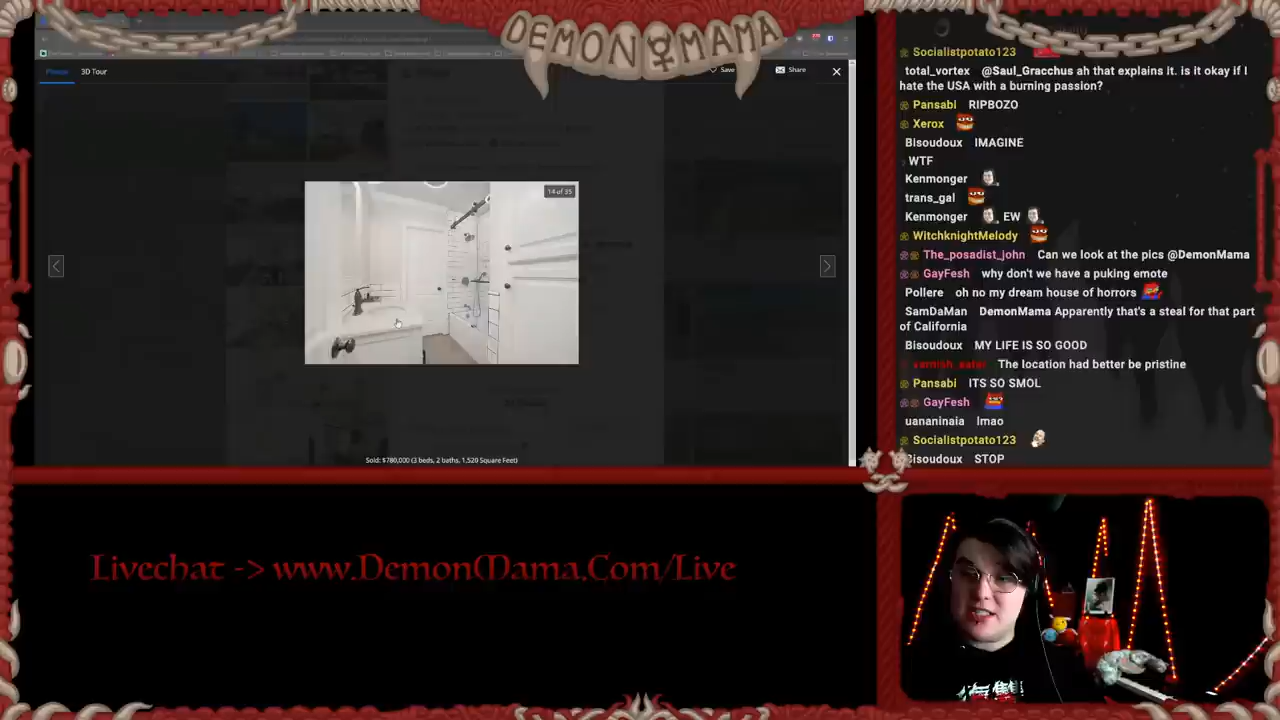 DEMON MAMA
Photos
3D Tour
Save
Share
14 of 35
Sold: $780,000 (3 beds, 2 baths, 1,520 Square Feet)
Livechat -> www.DemonMama.Com/Live
Socialistpotato123
total_vortex @Saul_Gracchus ah that explains it. is it okay if I
hate the USA with a burning passion?
Pansabi RIPBOZO
Xerox
Bisoudoux IMAGINE
WTF
Kenmonger
trans_gal
Kenmonger , EW
WitchknightMelody
The_posadist_john Can we look at the pics @DemonMama
GayFesh why don't we have a puking emote
Pollere oh no my dream house of horrors
SamDaMan DemonMama Apparently that's a steal for that part
of California
Bisoudoux MY LIFE IS SO GOOD
The location had better be pristine
Pansabi ITS SO SMOL
GayFesh
uananinaia lmao
Socialistpotato123
Bisoudoux STOP